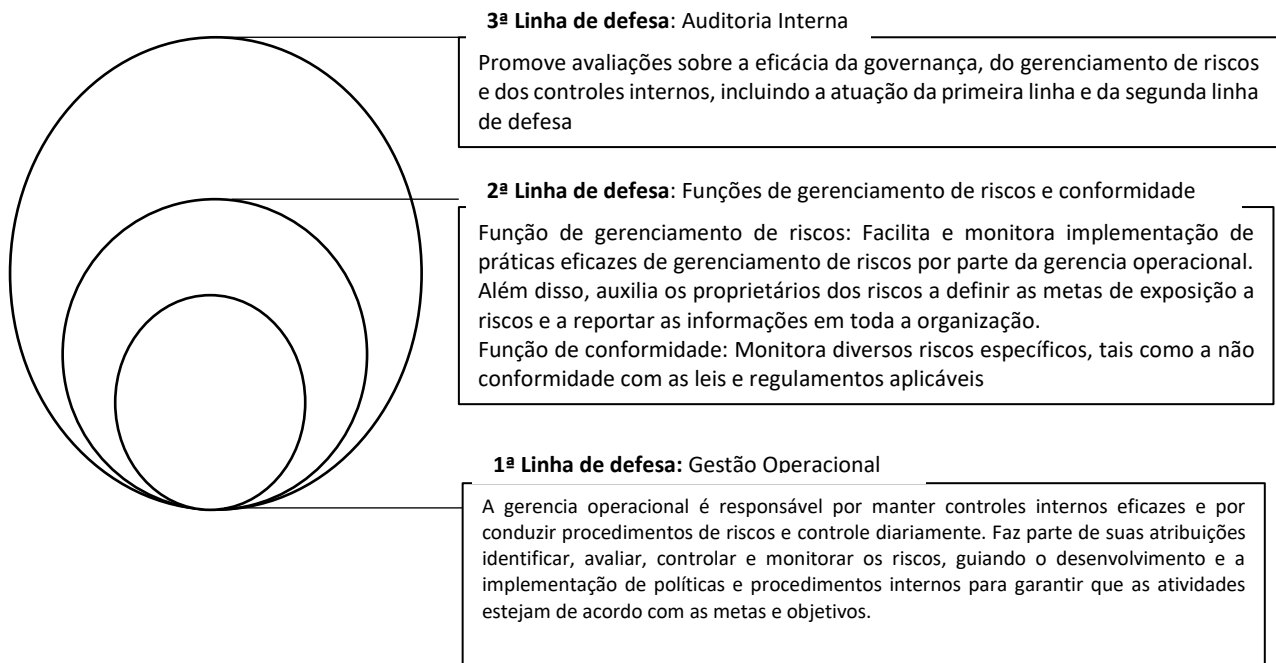 3ª Linha de defesa: Auditoria Interna
Promove avaliações sobre a eficácia da governança, do gerenciamento de riscos
e dos controles internos, incluindo a atuação da primeira linha e da segunda linha
de defesa
2ª Linha de defesa: Funções de gerenciamento de riscos e conformidade
Função de gerenciamento de riscos: Facilita e monitora implementação de
práticas eficazes de gerenciamento de riscos por parte da gerencia operacional.
Além disso, auxilia os proprietários dos riscos a definir as metas de exposição a
riscos e a reportar as informações em toda a organização.
Função de conformidade: Monitora diversos riscos específicos, tais como a não
conformidade com as leis e regulamentos aplicáveis
1ª Linha de defesa: Gestão Operacional
A gerencia operacional é responsável por manter controles internos eficazes e por
conduzir procedimentos de riscos e controle diariamente. Faz parte de suas atribuições
identificar, avaliar, controlar e monitorar os riscos, guiando o desenvolvimento e a
implementação de políticas e procedimentos internos para garantir que as atividades
estejam de acordo com as metas e objetivos.